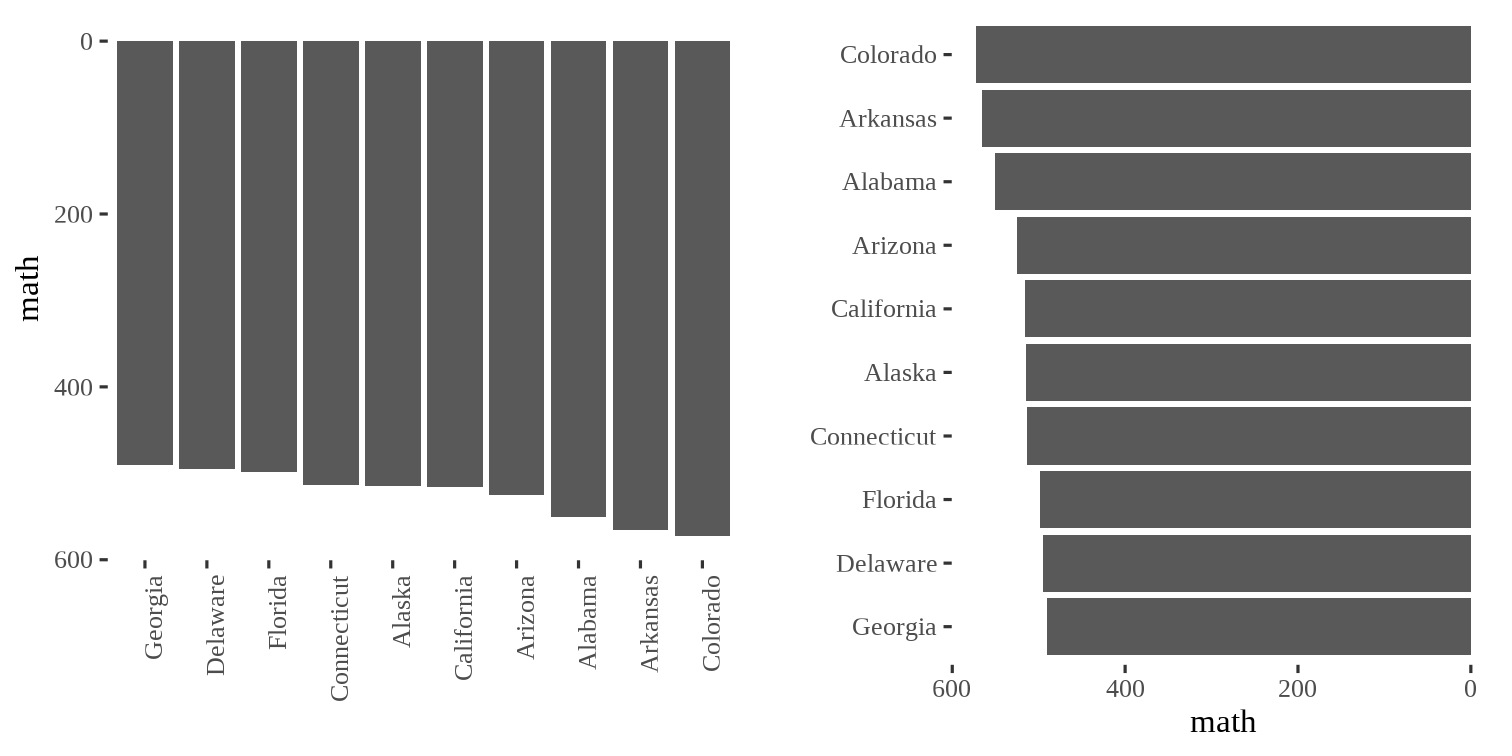 0
200
400
600
math
Georgia
Delaware
Florida
Connecticut
Alaska
California
Arizona
Alabama
Arkansas
Colorado
Colorado
Arkansas
Alabama
Arizona
California
Alaska
Connecticut
Florida
Delaware
Georgia
600 400 200 0
math